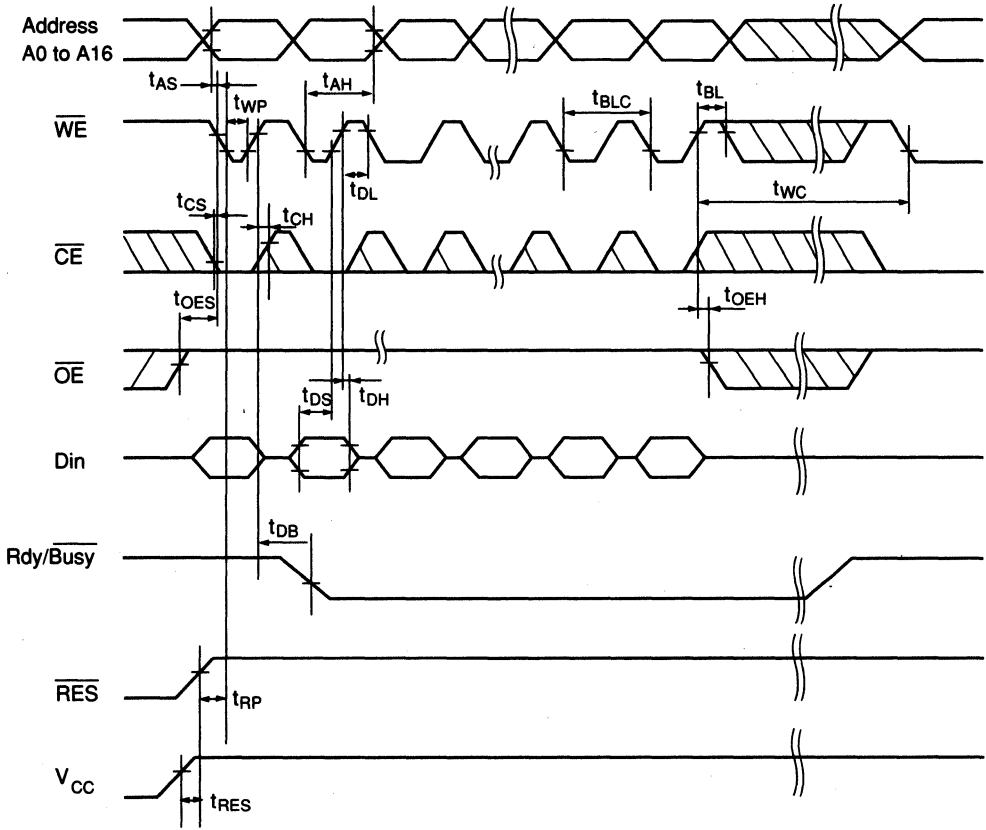 Address
A0 to A16
tAS
tAH
tWP
tBLC
tBL
WE
tDL
tWC
tCS
tCH
CE
tOES
tOEH
OE
tDS
tDH
Din
tDB
Rdy/Busy
RES
tRP
VCC
tRES